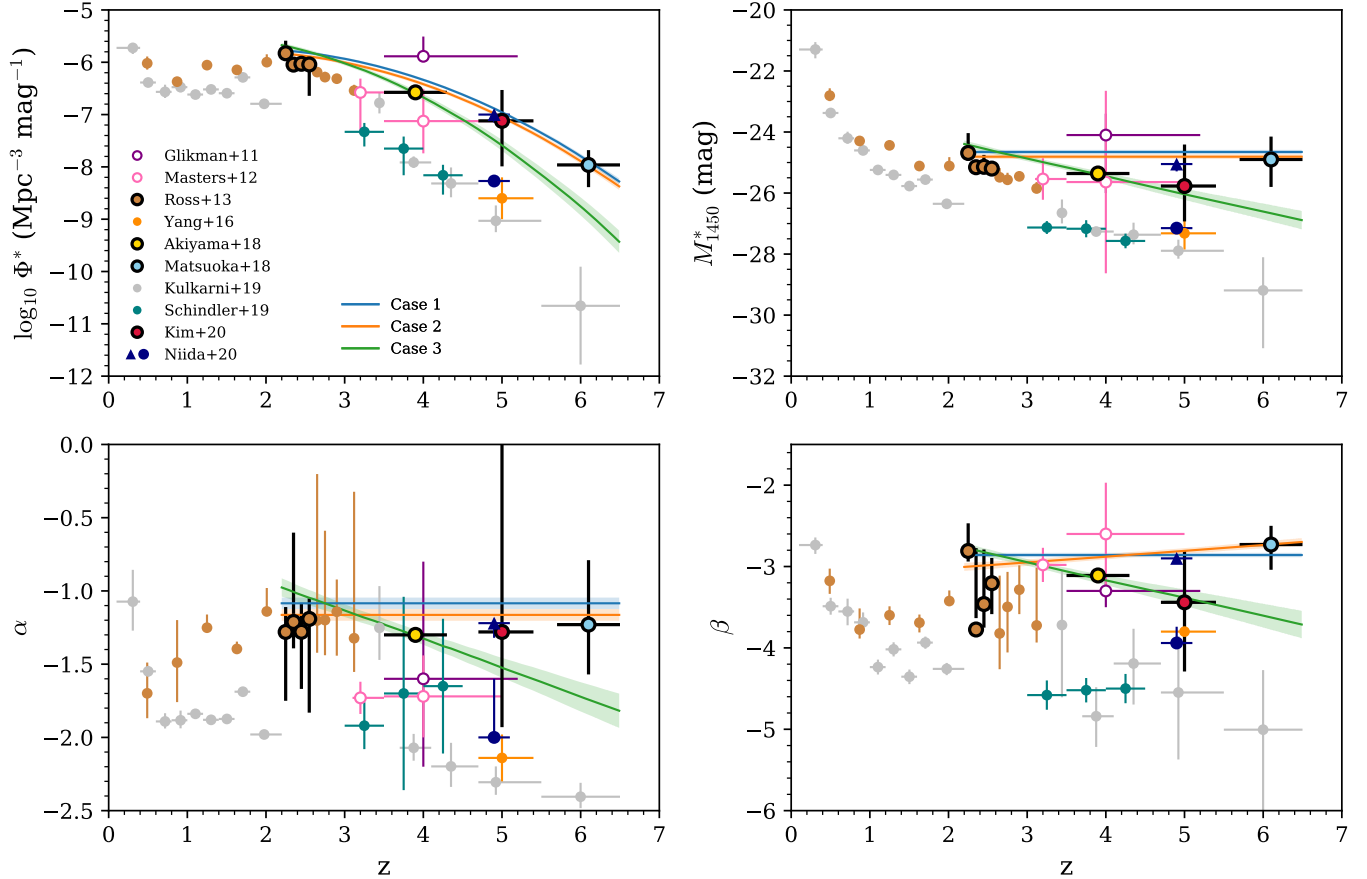 −5
−6
−7
−8
−9
−10
−11
−12
log₁₀ Φ* (Mpc⁻³ mag⁻¹)
Glikman+11
Masters+12
Ross+13
Yang+16
Akiyama+18
Matsuoka+18
Kulkarni+19
Schindler+19
Kim+20
Niida+20
Case 1
Case 2
Case 3
0 1 2 3 4 5 6 7
−20
−22
−24
−26
−28
−30
−32
M*₁₄₅₀ (mag)
0 1 2 3 4 5 6 7
0.0
−0.5
−1.0
−1.5
−2.0
−2.5
α
0 1 2 3 4 5 6 7
z
−2
−3
−4
−5
−6
β
0 1 2 3 4 5 6 7
z